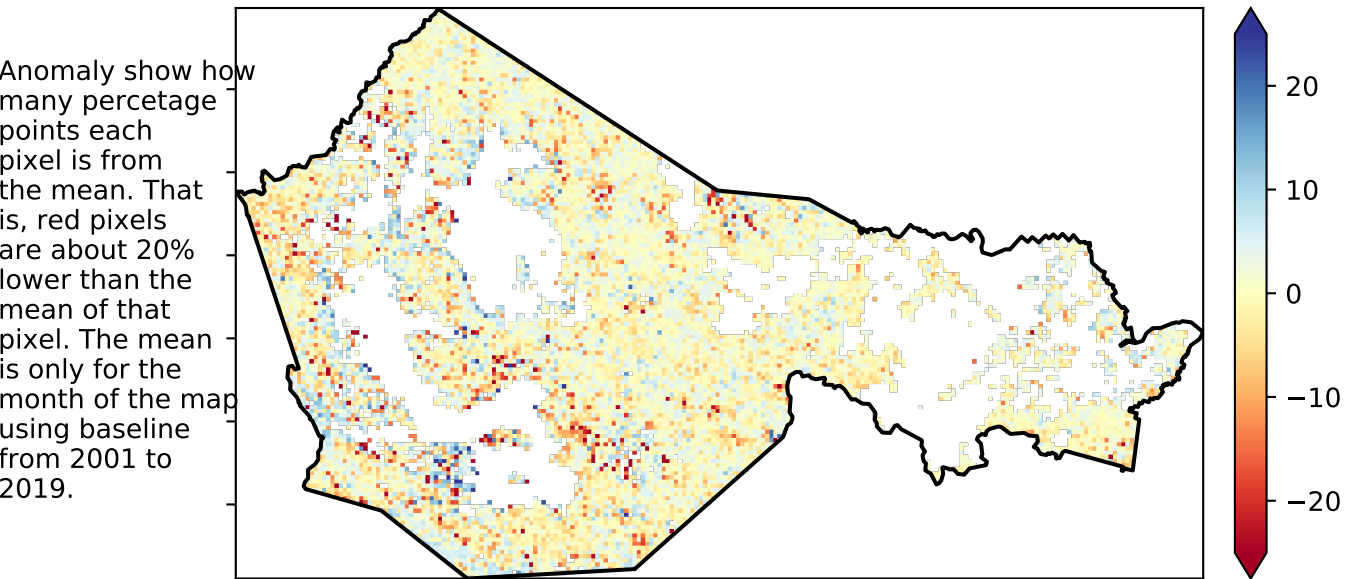 Anomaly show how
many percetage
points each
pixel is from
the mean. That
is, red pixels
are about 20%
lower than the
mean of that
pixel. The mean
is only for the
month of the map
using baseline
from 2001 to
2019.
20
10
0
−10
−20